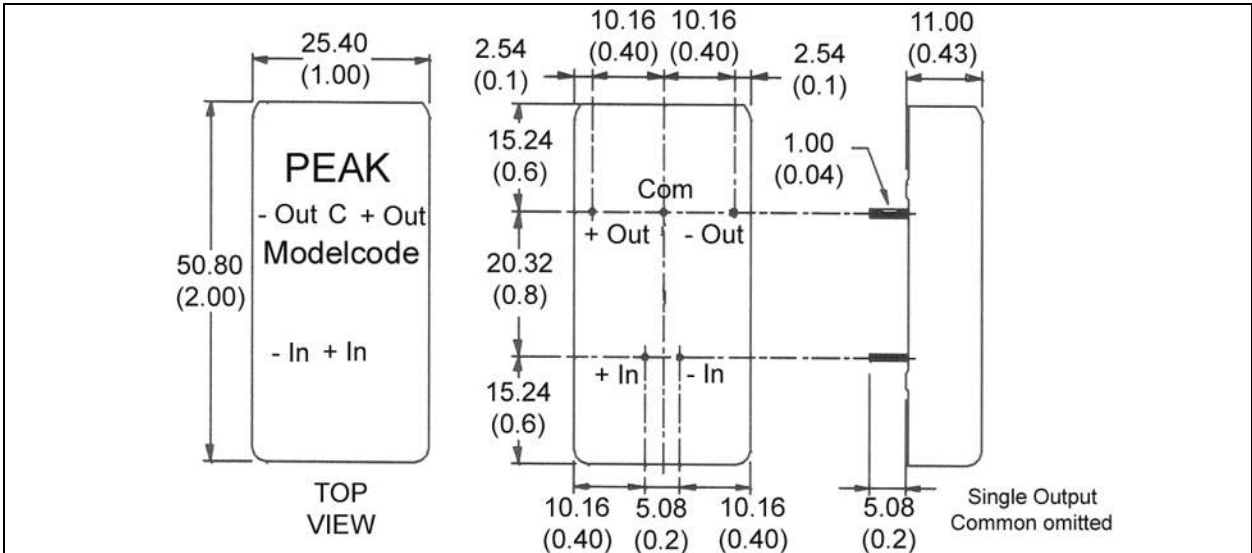 25.40
(1.00)
50.80
(2.00)
PEAK
- Out C + Out
Modelcode
- In + In
TOP
VIEW
10.16 10.16
(0.40) (0.40)
2.54
(0.1)
2.54
(0.1)
15.24
(0.6)
Com
+ Out - Out
20.32
(0.8)
+ In - In
15.24
(0.6)
10.16 5.08 10.16
(0.40) (0.2) (0.40)
11.00
(0.43)
1.00
(0.04)
5.08
(0.2)
Single Output
Common omitted